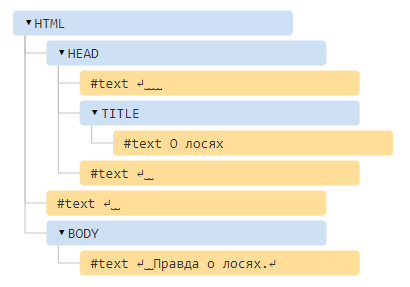 ▾ HTML
▾ HEAD
#text ↵␣␣␣␣
▾ TITLE
#text О лосях
#text ↵␣␣
#text ↵␣␣
▾ BODY
#text ↵␣␣Правда о лосях.↵